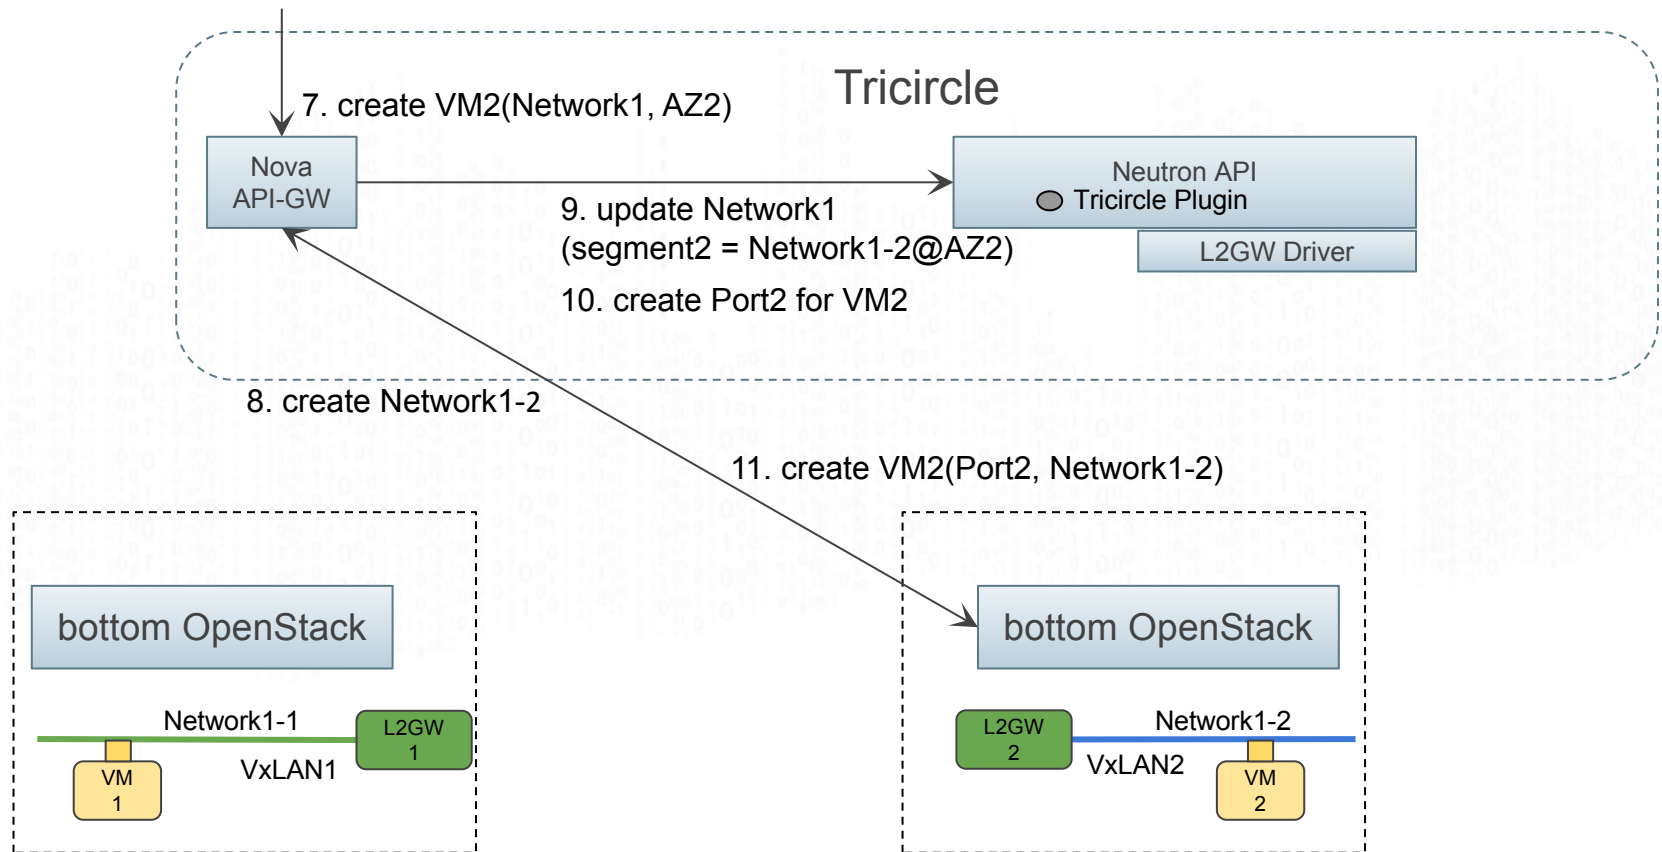 Tricircle
7. create VM2(Network1, AZ2)
Nova
API-GW
Neutron API
Tricircle Plugin
L2GW Driver
9. update Network1
(segment2 = Network1-2@AZ2)
10. create Port2 for VM2
8. create Network1-2
11. create VM2(Port2, Network1-2)
bottom OpenStack
Network1-1
L2GW
1
VxLAN1
VM
1
bottom OpenStack
L2GW
2
Network1-2
VxLAN2
VM
2